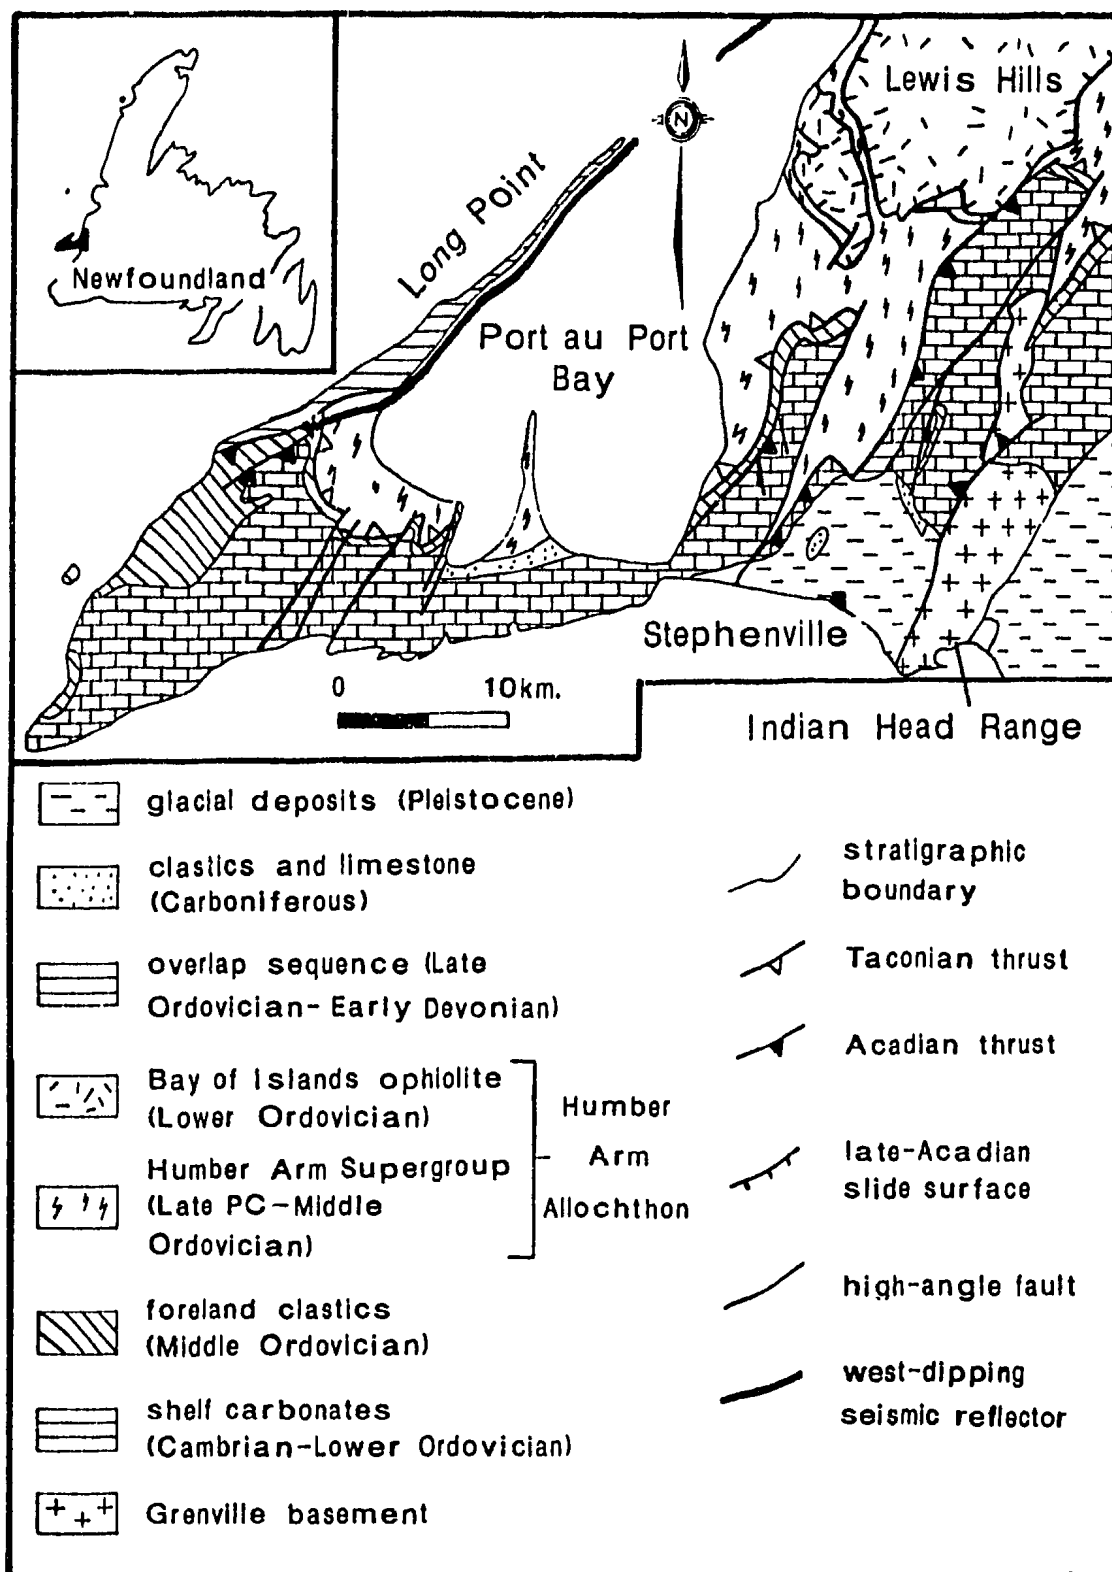 Lewis Hills
N
Long Point
Newfoundland
Port au Port
Bay
Stephenville
0 10km.
Indian Head Range
glacial deposits (Pleistocene)
clastics and limestone
(Carboniferous)
overlap sequence (Late
Ordovician-Early Devonian)
Bay of Islands ophiolite
(Lower Ordovician)
Humber Arm Supergroup
(Late PC-Middle
Ordovician)
Humber
Arm
Allochthon
foreland clastics
(Middle Ordovician)
shelf carbonates
(Cambrian-Lower Ordovician)
Grenville basement
stratigraphic
boundary
Taconian thrust
Acadian thrust
late-Acadian
slide surface
high-angle fault
west-dipping
seismic reflector